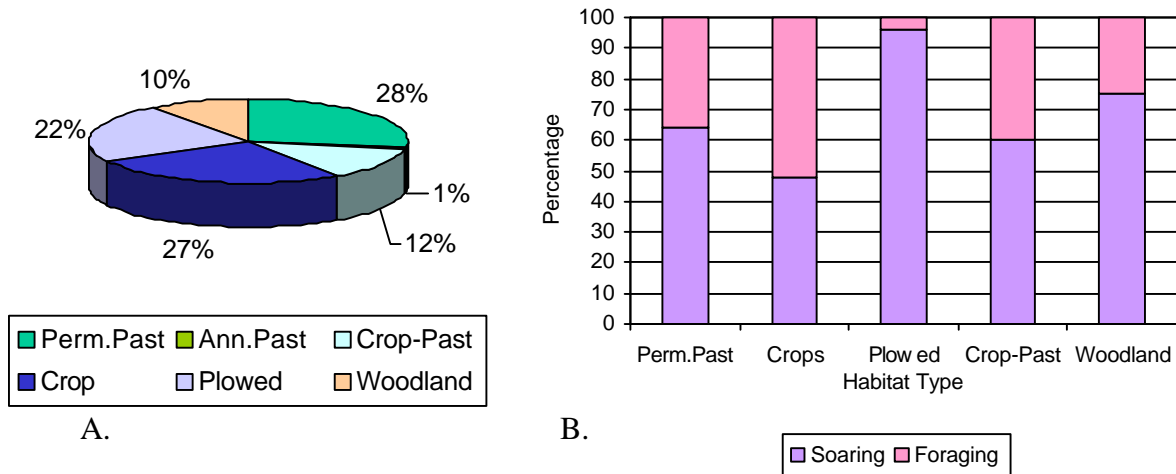 10%
28%
22%
1%
12%
27%
Perm.Past Ann.Past Crop-Past
Crop Plowed Woodland
A.
Percentage
100
90
80
70
60
50
40
30
20
10
0
Perm.Past Crops Plow ed Crop-Past Woodland
Habitat Type
B.
Soaring Foraging